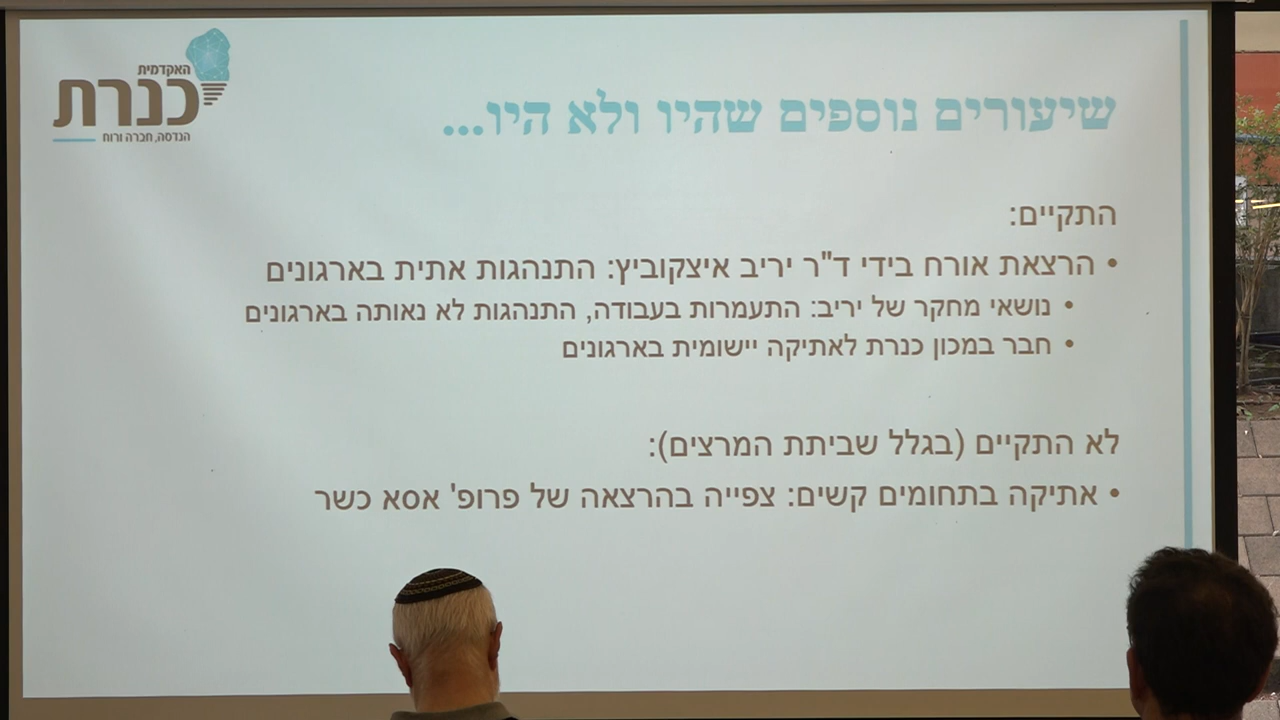 האקדמית
כנרת
הנדסה, חברה ורוח
שיעורים נוספים שהיו ולא היו...
התקיים:
• הרצאת אורח בידי ד"ר יריב איצקוביץ: התנהגות אתית בארגונים
• נושאי מחקר של יריב: התעמרות בעבודה, התנהגות לא נאותה בארגונים
• חבר במכון כנרת לאתיקה יישומית בארגונים
לא התקיים (בגלל שביתת המרצים):
• אתיקה בתחומים קשים: צפייה בהרצאה של פרופ' אסא כשר